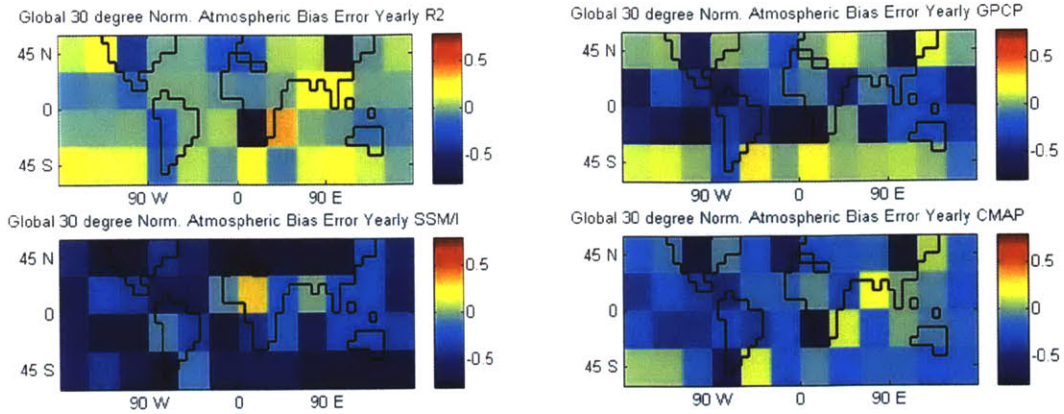 Global 30 degree Norm. Atmospheric Bias Error Yearly R2
45 N
0
45 S
90 W 0 90 E
0.5
0
-0.5
Global 30 degree Norm. Atmospheric Bias Error Yearly GPCP
45 N
0
45 S
90 W 0 90 E
0.5
0
-0.5
Global 30 degree Norm. Atmospheric Bias Error Yearly SSM/I
45 N
0
45 S
90 W 0 90 E
0.5
0
-0.5
Global 30 degree Norm. Atmospheric Bias Error Yearly CMAP
45 N
0
45 S
90 W 0 90 E
0.5
0
-0.5